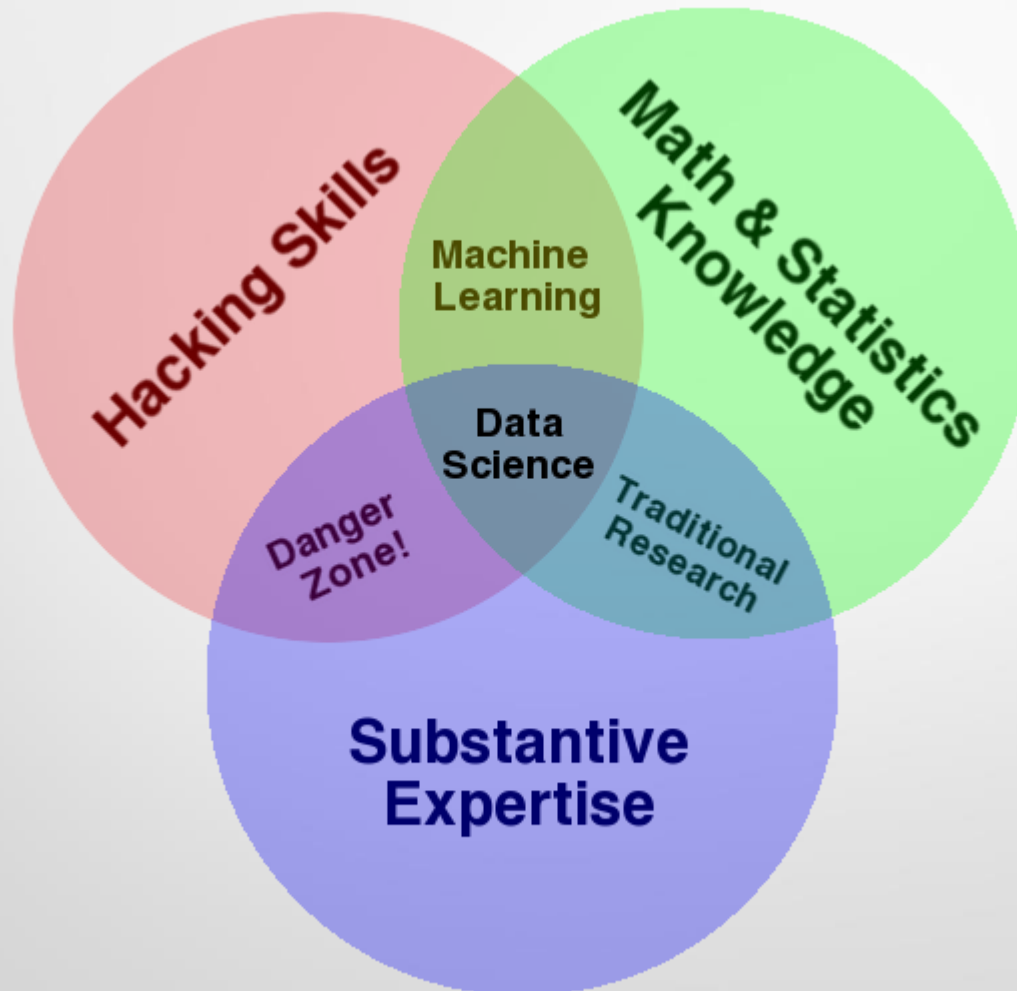 Hacking Skills
Math & Statistics
Knowledge
Machine
Learning
Data
Science
Danger
Zone!
Traditional
Research
Substantive
Expertise